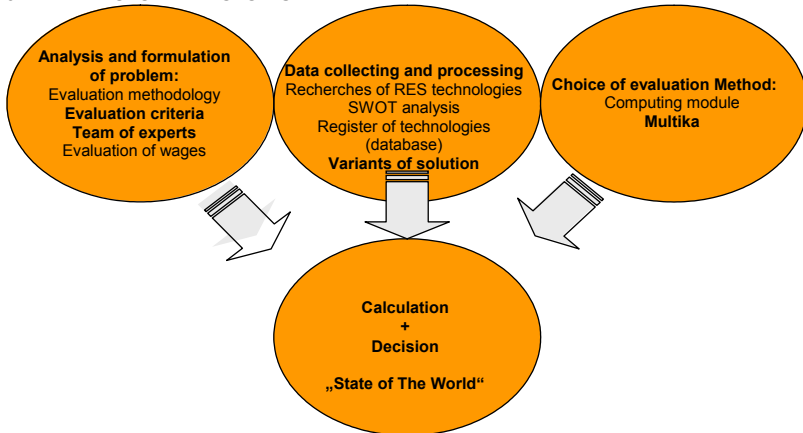 Analysis and formulation
of problem:
Evaluation methodology
Evaluation criteria
Team of experts
Evaluation of wages
Data collecting and processing
Recherches of RES technologies
SWOT analysis
Register of technologies
(database)
Variants of solution
Choice of evaluation Method:
Computing module
Multika
Calculation
+
Decision
„State of The World“